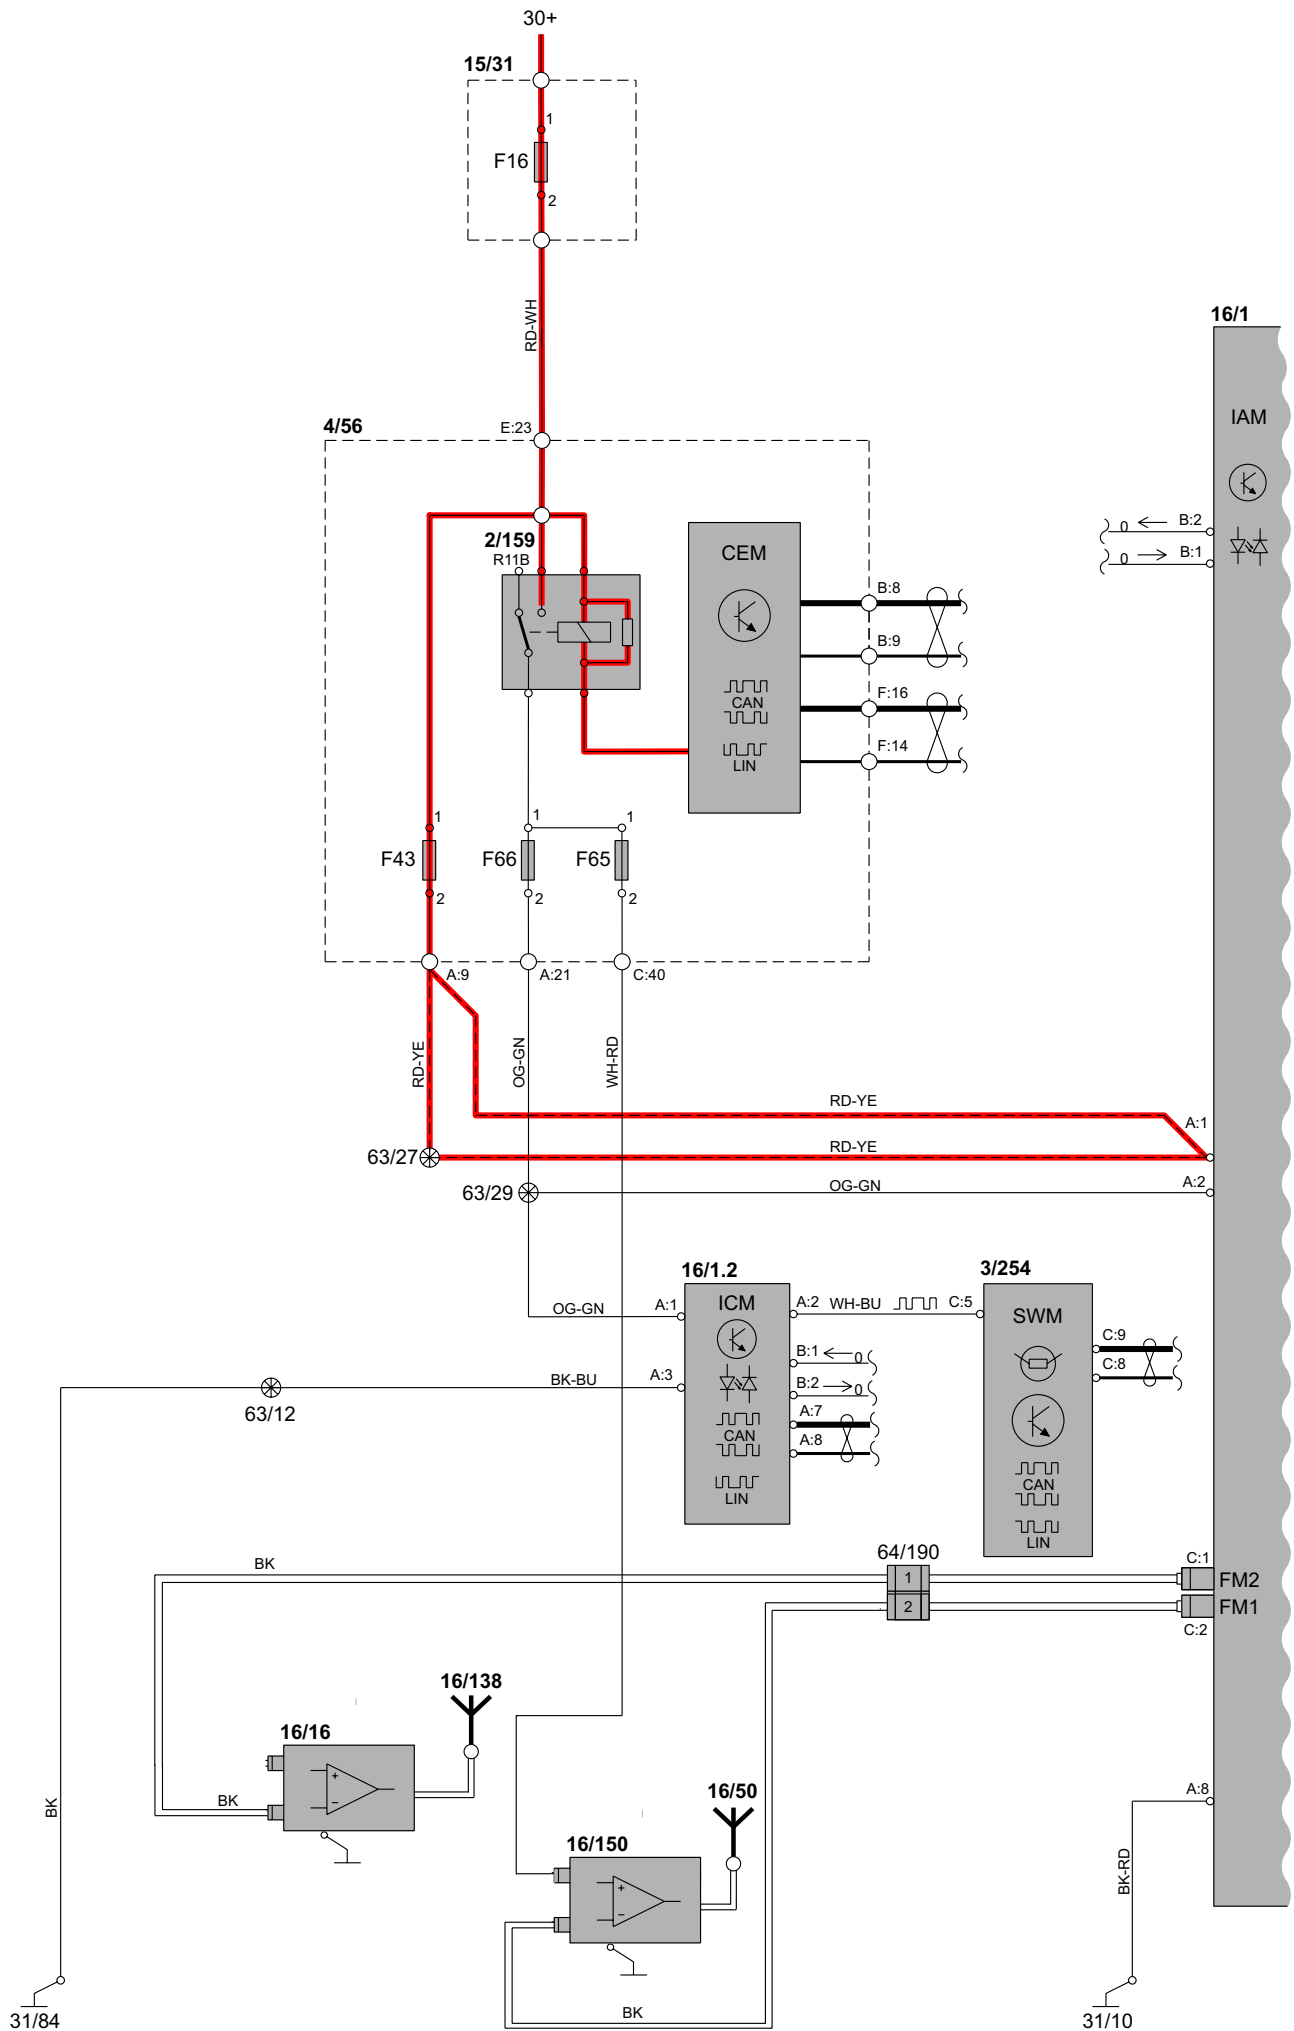 30+
15/31
1
F16
2
RD-WH
16/1
IAM
4/56
E:23
2/159
R11B
CEM
CAN
LIN
B:8
B:9
F:16
F:14
0 B:2
0 B:1
1 1 1
F43 F66 F65
2 2 2
A:9 A:21 C:40
RD-YE OG-GN WH-RD
RD-YE A:1
63/27 RD-YE
63/29 OG-GN A:2
16/1.2 3/254
OG-GN A:1 ICM A:2 WH-BU C:5 SWM
B:1 0
C:9
C:8
BK-BU A:3
B:2 0
63/12
A:7
CAN
A:8
LIN
CAN
LIN
64/190
BK 1 C:1 FM2
2 FM1
C:2
16/138
16/16
+
-
BK
BK
16/50
16/150
+
-
BK
A:8
BK-RD
31/84
31/10